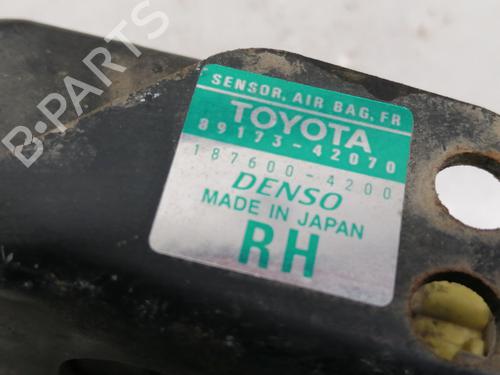 B-PARTS
SENSOR, AIR BAG, FR
TOYOTA
89173-42070
187600-4200
DENSO
MADE IN JAPAN
RH